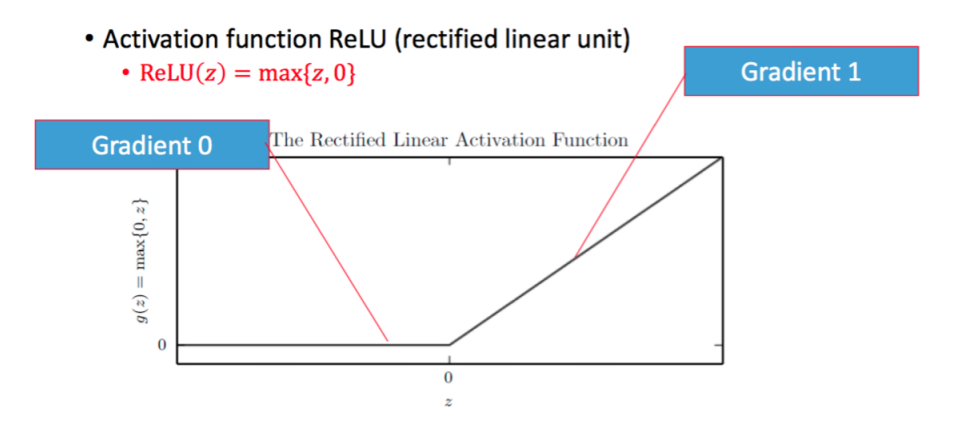 • Activation function ReLU (rectified linear unit)
• ReLU(z) = max{z, 0}
Gradient 1
Gradient 0
The Rectified Linear Activation Function
g(z) = max{0, z}
0
0
z